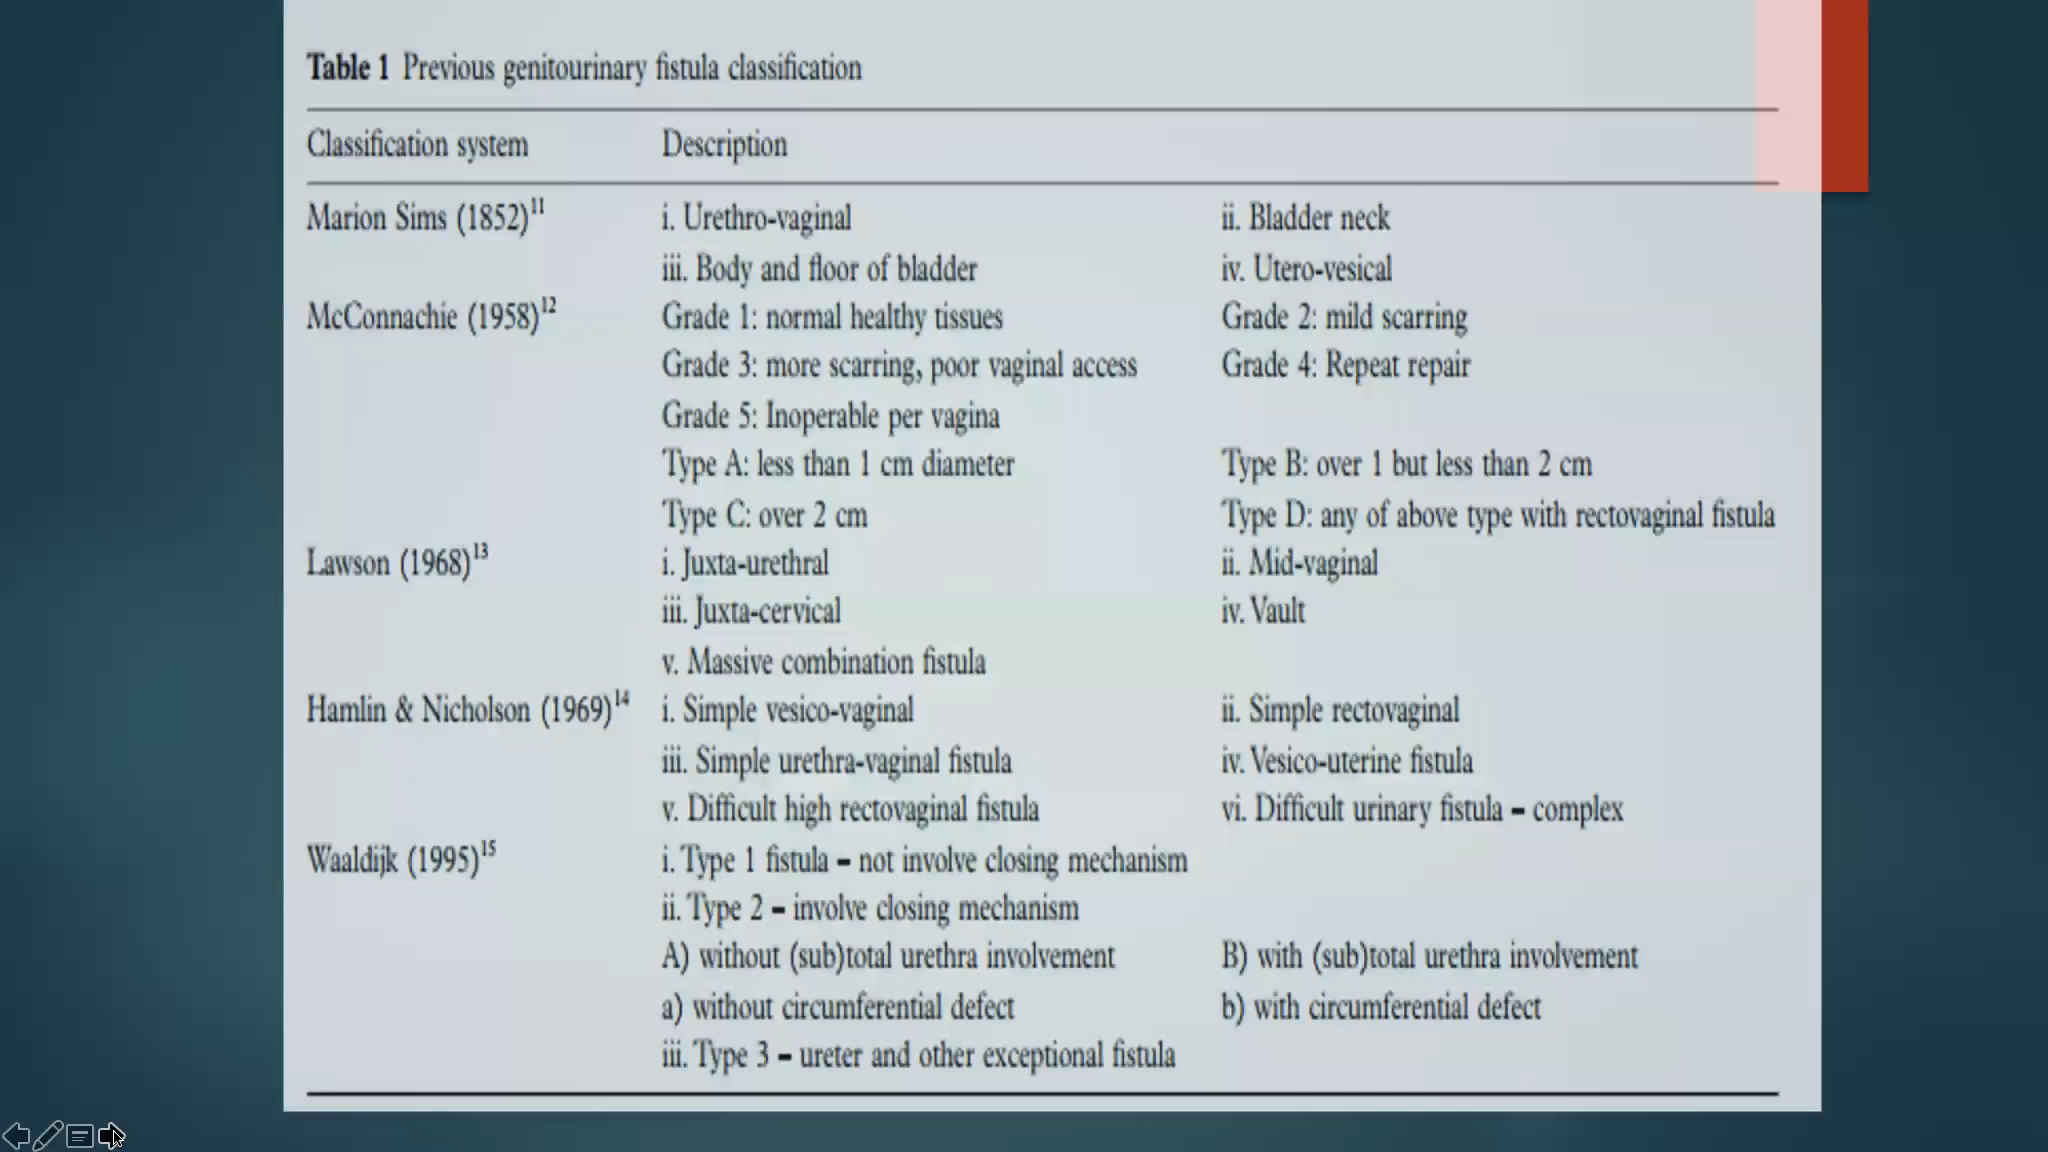 Table 1 Previous genitourinary fistula classification
Classification system Description
Marion Sims (1852)11 i. Urethro-vaginal ii. Bladder neck
iii. Body and floor of bladder iv. Utero-vesical
McConnachie (1958)12 Grade 1: normal healthy tissues Grade 2: mild scarring
Grade 3: more scarring, poor vaginal access Grade 4: Repeat repair
Grade 5: Inoperable per vagina
Type A: less than 1 cm diameter Type B: over 1 but less than 2 cm
Type C: over 2 cm Type D: any of above type with rectovaginal fistula
Lawson (1968)13 i. Juxta-urethral ii. Mid-vaginal
iii. Juxta-cervical iv. Vault
v. Massive combination fistula
Hamlin & Nicholson (1969)14 i. Simple vesico-vaginal ii. Simple rectovaginal
iii. Simple urethra-vaginal fistula iv. Vesico-uterine fistula
v. Difficult high rectovaginal fistula vi. Difficult urinary fistula – complex
Waaldijk (1995)15 i. Type 1 fistula – not involve closing mechanism
ii. Type 2 – involve closing mechanism
A) without (sub)total urethra involvement B) with (sub)total urethra involvement
a) without circumferential defect b) with circumferential defect
iii. Type 3 – ureter and other exceptional fistula